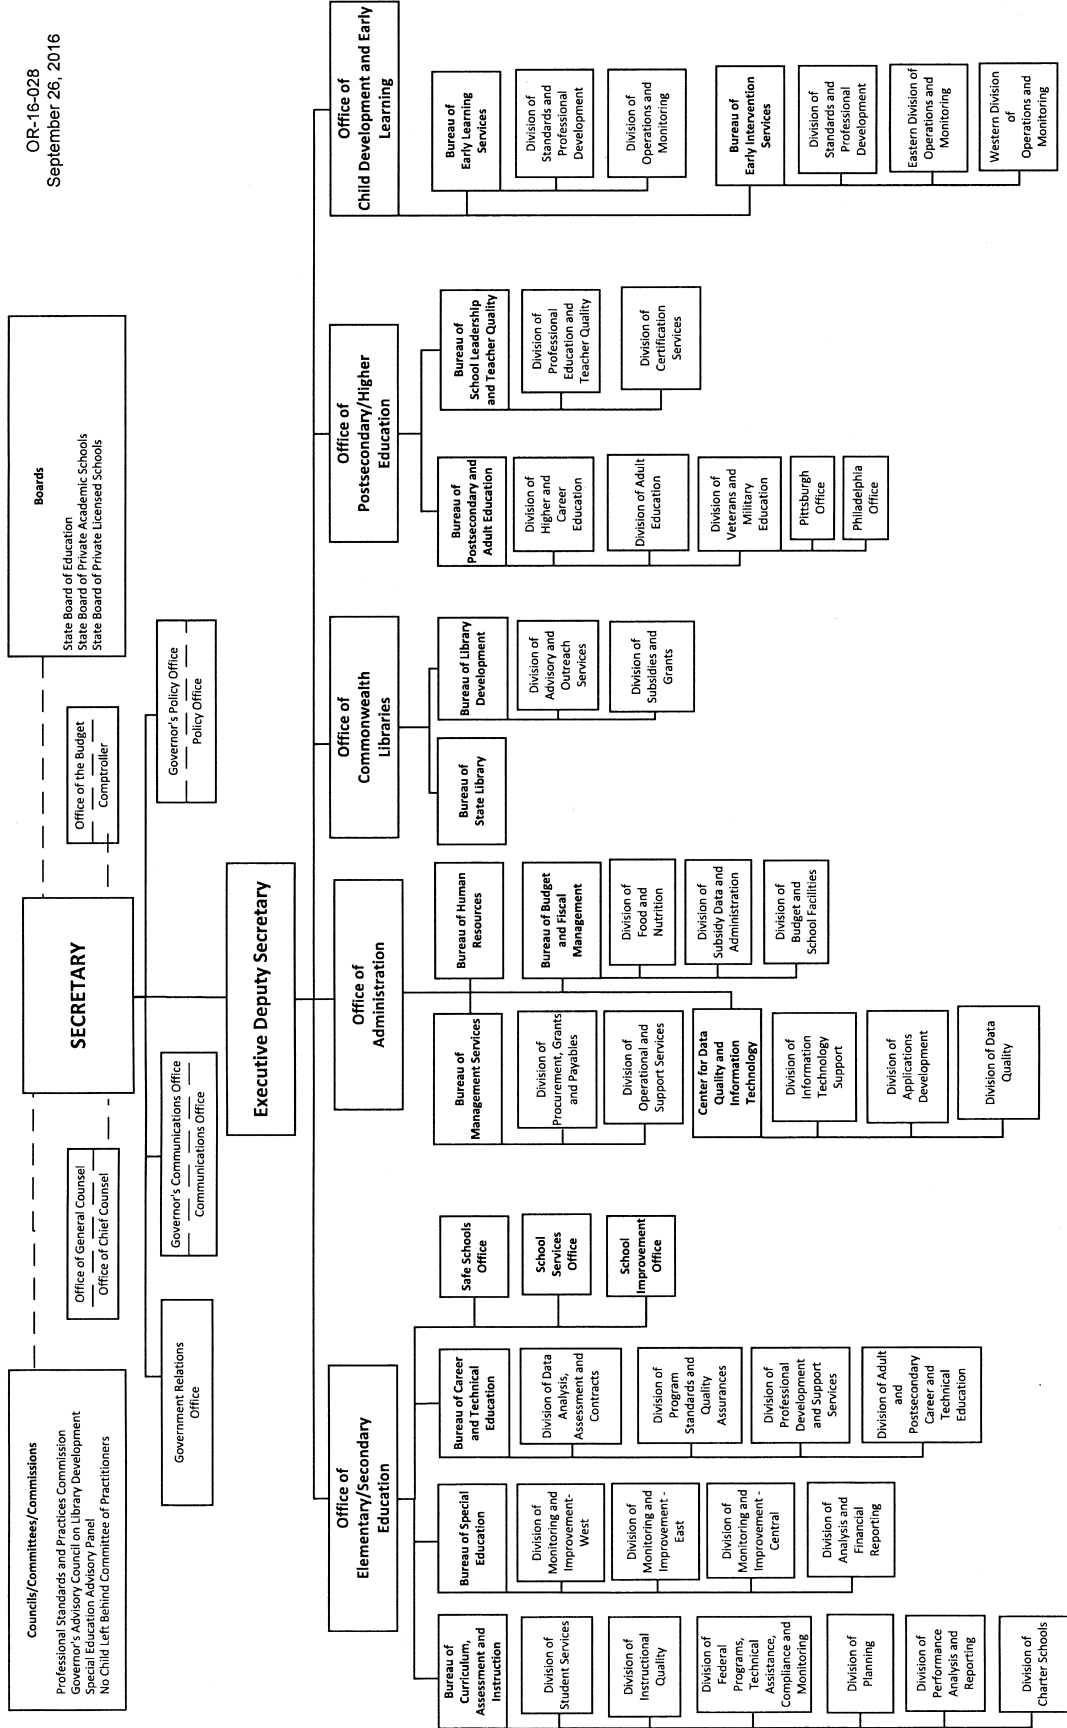 OR-16-028
September 26, 2016
Councils/Committees/Commissions
Professional Standards and Practices Commission
Governor's Advisory Council on Library Development
Special Education Advisory Panel
No Child Left Behind Committee of Practitioners
SECRETARY
Boards
State Board of Education
State Board of Private Academic Schools
State Board of Private Licensed Schools
Office of General Counsel
Office of Chief Counsel
Office of the Budget
Comptroller
Government Relations
Office
Governor's Communications Office
Communications Office
Governor's Policy Office
Policy Office
Executive Deputy Secretary
Office of
Elementary/Secondary
Education
Bureau of
Curriculum,
Assessment and
Instruction
Division of
Student Services
Division of
Instructional
Quality
Division of
Federal
Programs,
Technical
Assistance,
Compliance and
Monitoring
Division of
Planning
Division of
Performance
Analysis and
Reporting
Division of
Charter Schools
Bureau of Special
Education
Division of
Monitoring and
Improvement-
West
Division of
Monitoring and
Improvement -
East
Division of
Monitoring and
Improvement -
Central
Division of
Analysis and
Financial
Reporting
Bureau of Career
and Technical
Education
Division of Data
Analysis,
Assessment and
Contracts
Division of
Program
Standards and
Quality
Assurances
Division of
Professional
Development
and Support
Services
Division of Adult
and
Postsecondary
Career and
Technical
Education
Safe Schools
Office
School
Services
Office
School
Improvement
Office
Office of
Administration
Bureau of
Management Services
Division of
Procurement, Grants
and Payables
Division of
Operational and
Support Services
Center for Data
Quality and
Information
Technology
Division of
Information
Technology
Support
Division of
Applications
Development
Division of Data
Quality
Bureau of Human
Resources
Bureau of Budget
and Fiscal
Management
Division of
Food and
Nutrition
Division of
Subsidy Data and
Administration
Division of
Budget and
School Facilities
Office of
Commonwealth
Libraries
Bureau of
State Library
Bureau of Library
Development
Division of
Advisory and
Outreach
Services
Division of
Subsidies and
Grants
Office of
Postsecondary/Higher
Education
Bureau of
Postsecondary and
Adult Education
Division of
Higher and
Career
Education
Division of Adult
Education
Division of
Veterans and
Military
Education
Pittsburgh
Office
Philadelphia
Office
Bureau of
School Leadership
and Teacher Quality
Division of
Professional
Education and
Teacher Quality
Division of
Certification
Services
Office of
Child Development and Early
Learning
Bureau of
Early Learning
Services
Division of
Standards and
Professional
Development
Division of
Operations and
Monitoring
Bureau of
Early Intervention
Services
Division of
Standards and
Professional
Development
Eastern Division of
Operations and
Monitoring
Western Division
of
Operations and
Monitoring